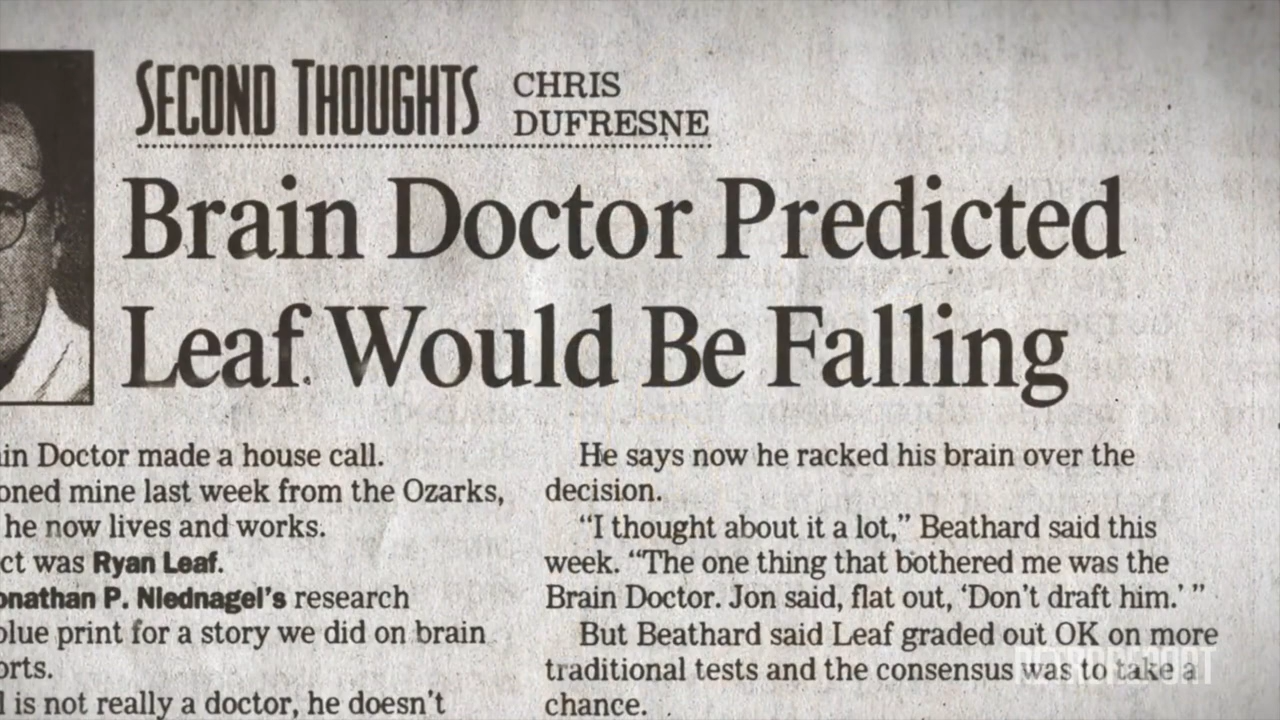 SECOND THOUGHTS
CHRIS
DUFRESNE
Brain Doctor Predicted
Leaf Would Be Falling
in Doctor made a house call.
oned mine last week from the Ozarks,
he now lives and works.
ct was Ryan Leaf.
onathan P. Niednagel's research
blue print for a story we did on brain
orts.
l is not really a doctor, he doesn't
He says now he racked his brain over the
decision.
“I thought about it a lot,” Beathard said this
week. “The one thing that bothered me was the
Brain Doctor. Jon said, flat out, ‘Don't draft him.’ ”
But Beathard said Leaf graded out OK on more
traditional tests and the consensus was to take a
chance.